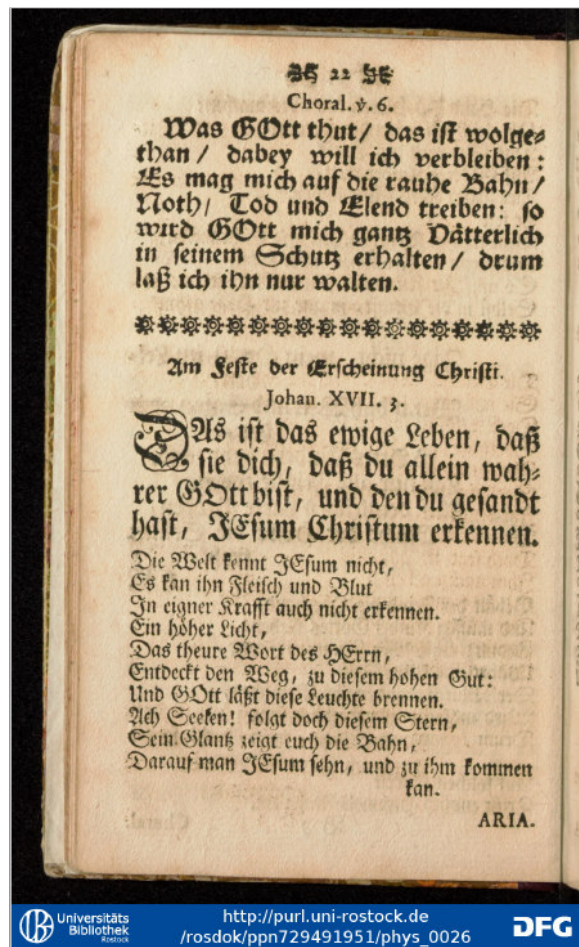 22
Choral. v. 6.
Was GOtt thut/ das ist wolge-
than / dabey will ich verbleiben:
Es mag mich auf die rauhe Bahn/
Noth/ Tod und Elend treiben: so
wird GOtt mich gantz Vätterlich
in seinem Schutz erhalten / drum
laß ich ihn nur walten.
Am Feste der Erscheinung Christi.
Johan. XVII. 3.
DAs ist das ewige Leben, daß
sie dich, daß du allein wah-
rer GOtt bist, und den du gesandt
hast, JEsum Christum erkennen.
Die Welt kennt JEsum nicht,
Es kan ihn Fleisch und Blut
In eigner Krafft auch nicht erkennen.
Ein höher Licht,
Das theure Wort des HErrn,
Entdeckt den Weg, zu diesem hohen Gut:
Und GOtt läßt diese Leuchte brennen.
Ach Seelen! folgt doch diesem Stern,
Sein Glantz zeigt euch die Bahn,
Darauf man JEsum sehn, und zu ihm kommen
kan.
ARIA.
Universitäts
Bibliothek
Rostock
http://purl.uni-rostock.de
/rosdok/ppn729491951/phys_0026
DFG